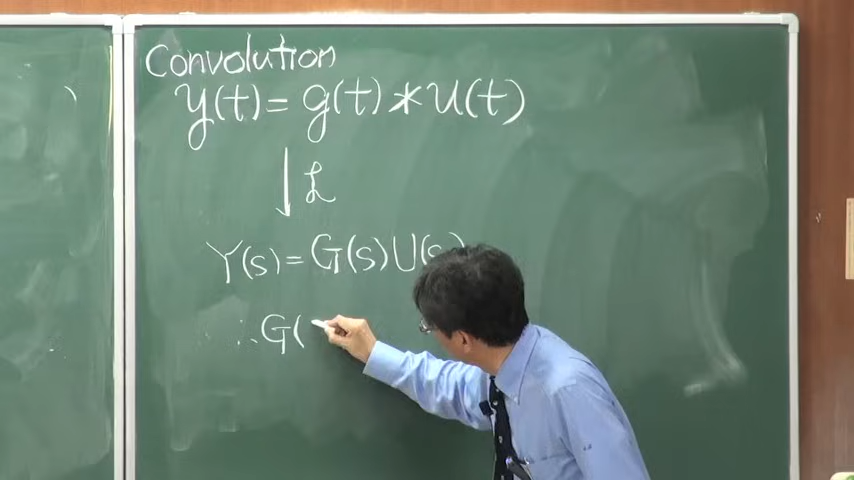 Convolution
y(t) = g(t) * u(t)
↓ ℒ
Y(s) = G(s)U(s)
∴ G(